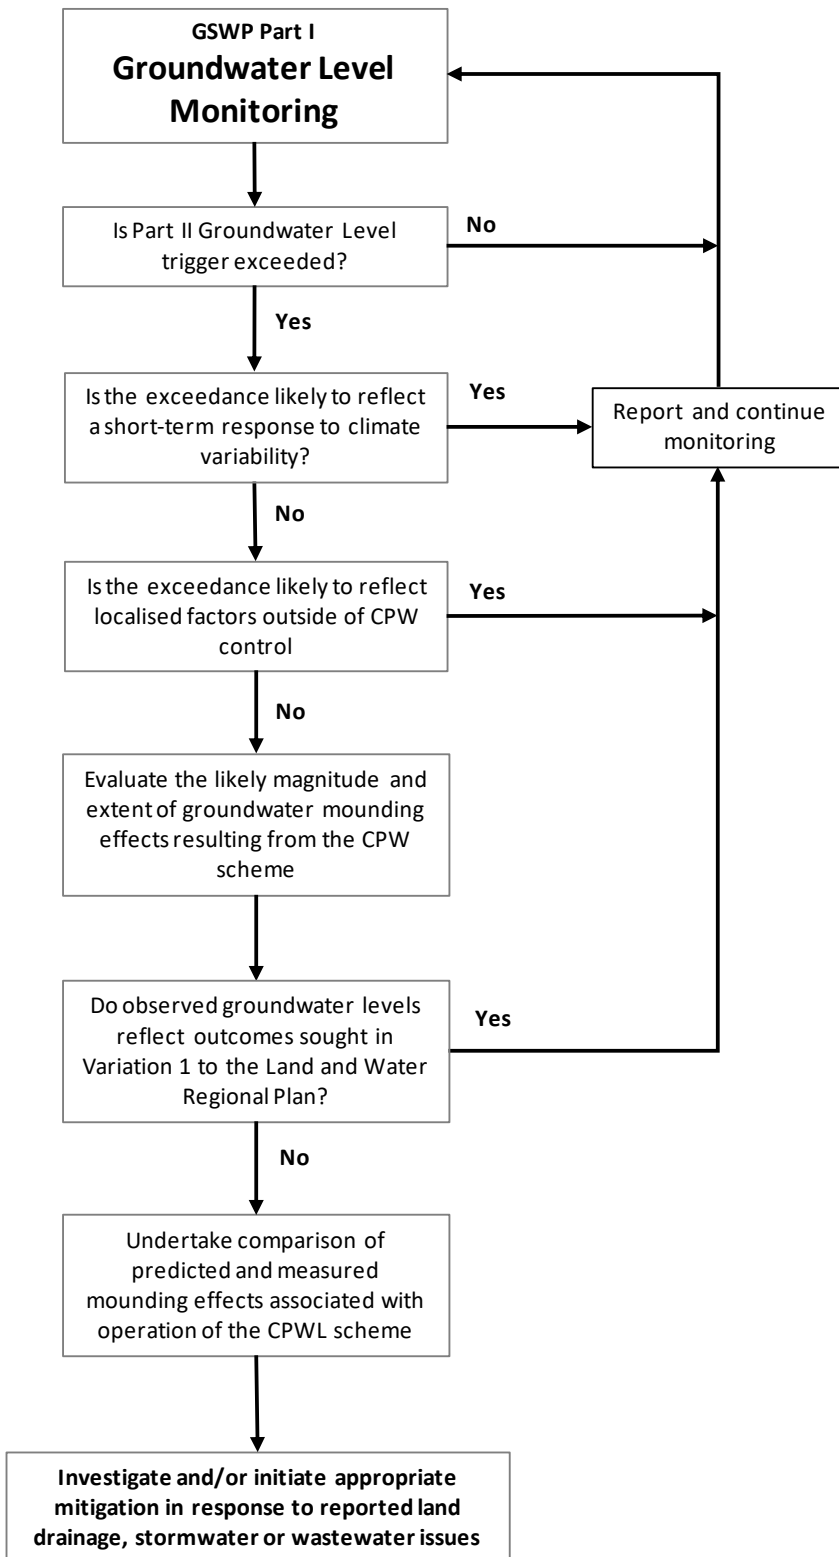 GSWP Part I
Groundwater Level
Monitoring
Is Part II Groundwater Level
trigger exceeded?
No
Yes
Is the exceedance likely to reflect
a short-term response to climate
variability?
Yes
Report and continue
monitoring
No
Is the exceedance likely to reflect
localised factors outside of CPW
control
Yes
No
Evaluate the likely magnitude and
extent of groundwater mounding
effects resulting from the CPW
scheme
Do observed groundwater levels
reflect outcomes sought in
Variation 1 to the Land and Water
Regional Plan?
Yes
No
Undertake comparison of
predicted and measured
mounding effects associated with
operation of the CPWL scheme
Investigate and/or initiate appropriate
mitigation in response to reported land
drainage, stormwater or wastewater issues